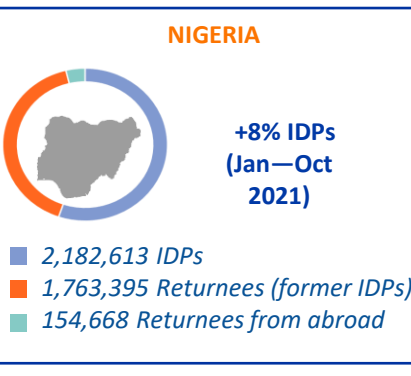 NIGERIA
+8% IDPs
(Jan—Oct
2021)
2,182,613 IDPs
1,763,395 Returnees (former IDPs)
154,668 Returnees from abroad